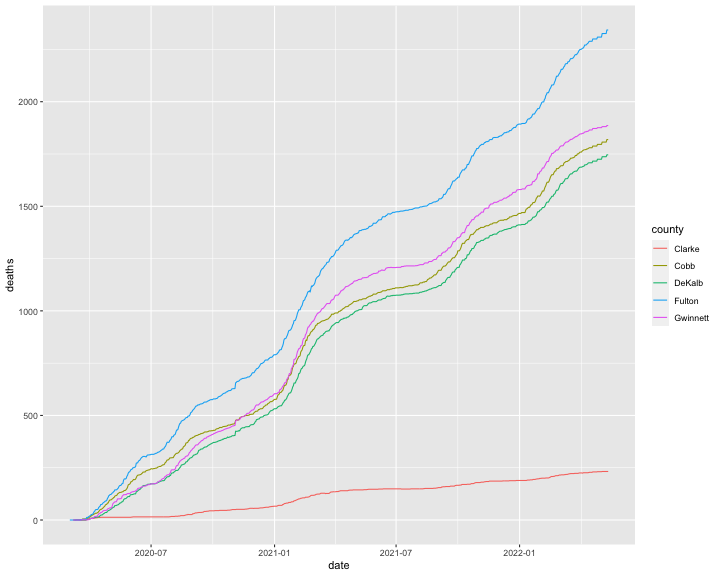 2000
1500
1000
500
0
deaths
2020-07 2021-01 2021-07 2022-01
date
county
Clarke
Cobb
DeKalb
Fulton
Gwinnett